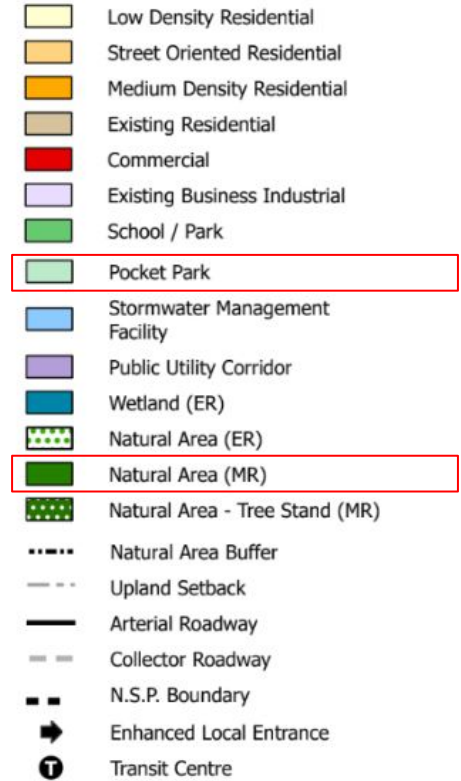 Low Density Residential
Street Oriented Residential
Medium Density Residential
Existing Residential
Commercial
Existing Business Industrial
School / Park
Pocket Park
Stormwater Management
Facility
Public Utility Corridor
Wetland (ER)
Natural Area (ER)
Natural Area (MR)
Natural Area - Tree Stand (MR)
Natural Area Buffer
Upland Setback
Arterial Roadway
Collector Roadway
N.S.P. Boundary
Enhanced Local Entrance
T Transit Centre